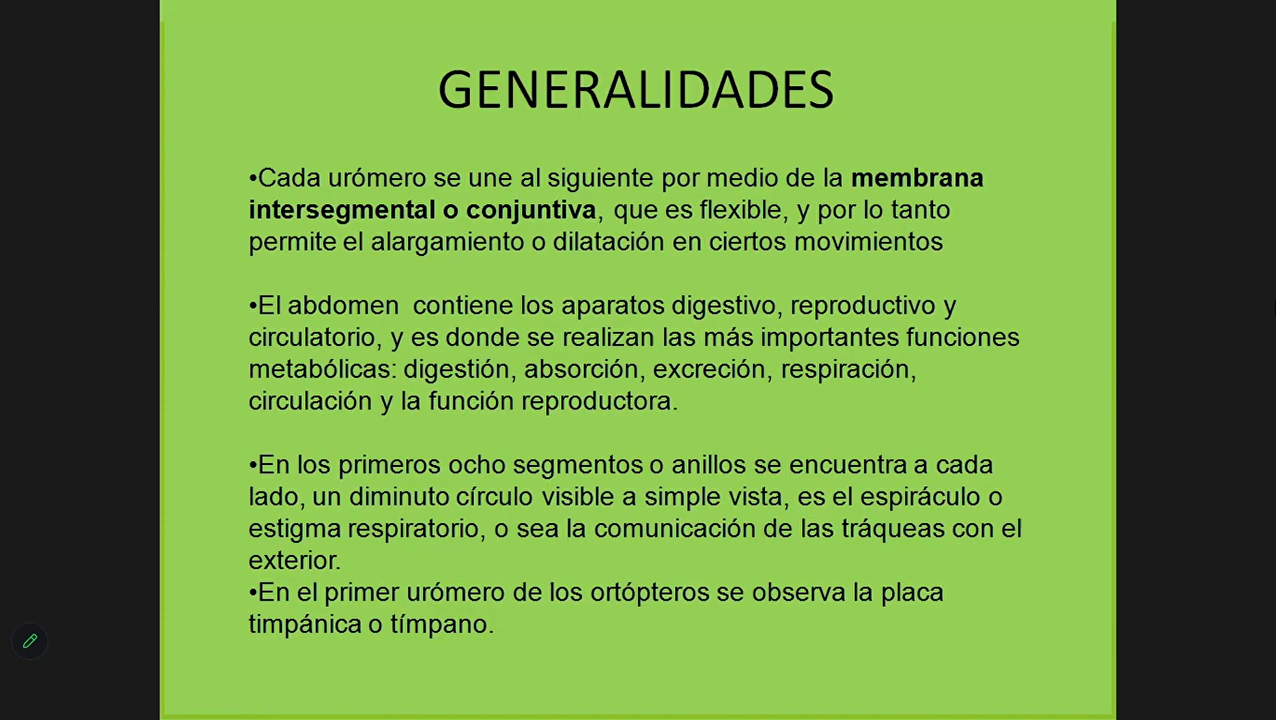 GENERALIDADES
•Cada urómero se une al siguiente por medio de la membrana
intersegmental o conjuntiva, que es flexible, y por lo tanto
permite el alargamiento o dilatación en ciertos movimientos
•El abdomen  contiene los aparatos digestivo, reproductivo y
circulatorio, y es donde se realizan las más importantes funciones
metabólicas: digestión, absorción, excreción, respiración,
circulación y la función reproductora.
•En los primeros ocho segmentos o anillos se encuentra a cada
lado, un diminuto círculo visible a simple vista, es el espiráculo o
estigma respiratorio, o sea la comunicación de las tráqueas con el
exterior.
•En el primer urómero de los ortópteros se observa la placa
timpánica o tímpano.